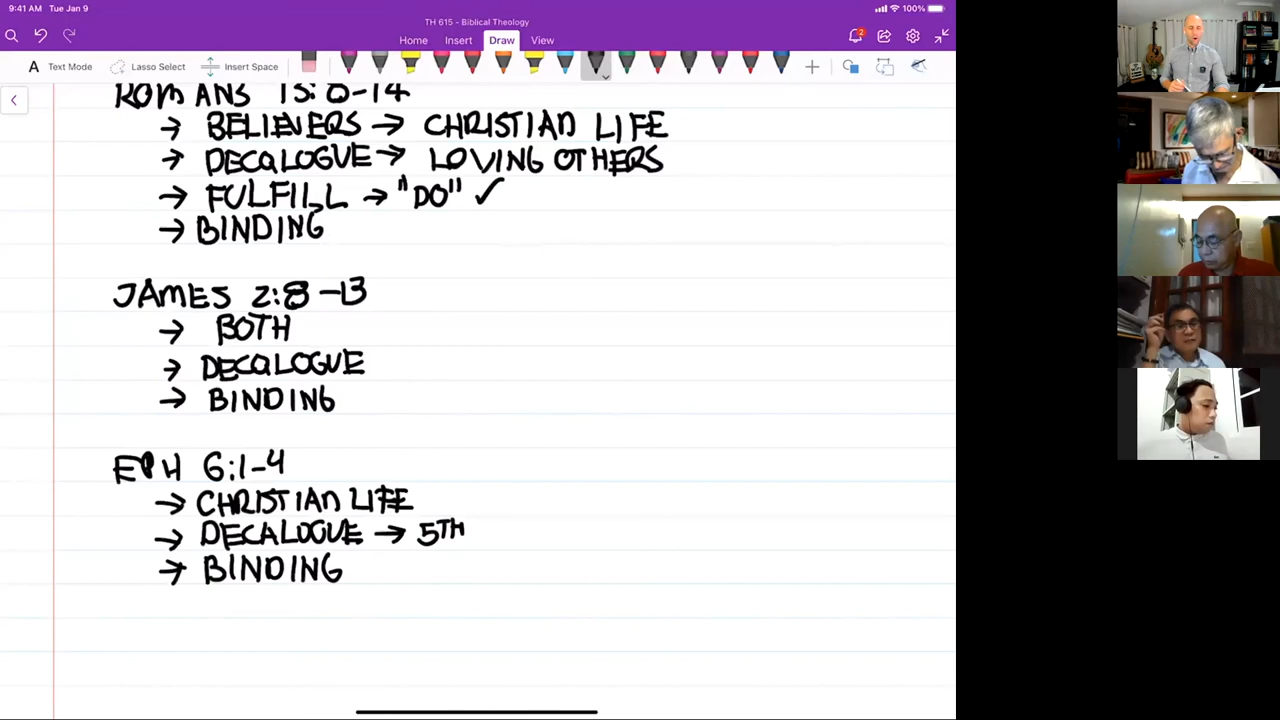 9:41 AM Tue Jan 9
100%
TH 615 - Biblical Theology
Home Insert Draw View
2
A Text Mode Lasso Select Insert Space
ROMANS 13:8-14
→ BELIEVERS → CHRISTIAN LIFE
→ DECALOGUE → LOVING OTHERS
→ FULFILL → "DO" ✓
→ BINDING
JAMES 2:8-13
→ BOTH
→ DECALOGUE
→ BINDING
EPH 6:1-4
→ CHRISTIAN LIFE
→ DECALOGUE → 5TH
→ BINDING